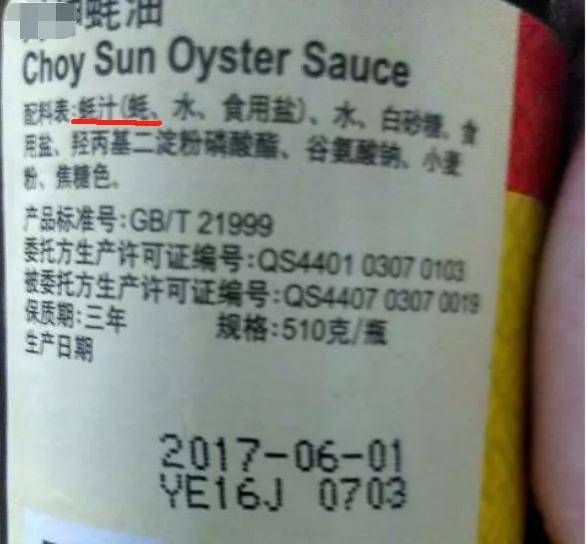 蚝油
Choy Sun Oyster Sauce
配料表:蚝汁(蚝、水、食用盐)、水、白砂糖、食
用盐、羟丙基二淀粉磷酸酯、谷氨酸钠、小麦
粉、焦糖色。
产品标准号:GB/T 21999
委托方生产许可证编号:QS4401 0307 0103
被委托方生产许可证编号:QS4407 0307 0019
保质期:三年 规格:510克/瓶
生产日期
2017-06-01
YE16J 0703